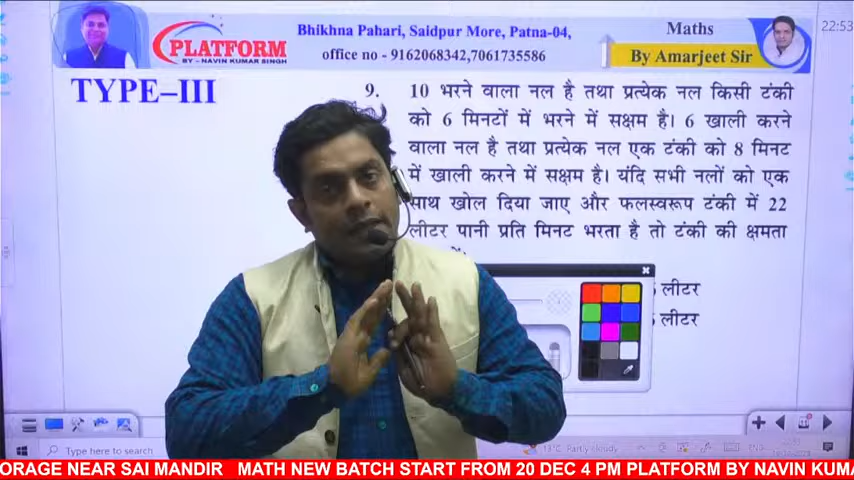 Bhikhna Pahari, Saidpur More, Patna-04,
office no - 9162068342,7061735586
PLATFORM
BY - NAVIN KUMAR SINGH
Maths
By Amarjeet Sir
22:53
TYPE–III
9. 10 भरने वाला नल है तथा प्रत्येक नल किसी टंकी
को 6 मिनटों में भरने में सक्षम है। 6 खाली करने
वाला नल है तथा प्रत्येक नल एक टंकी को 8 मिनट
में खाली करने में सक्षम है। यदि सभी नलों को एक
साथ खोल दिया जाए और फलस्वरूप टंकी में 22
लीटर पानी प्रति मिनट भरता है तो टंकी की क्षमता
लीटर
लीटर
Type here to search
13°C Partly cloudy
ORAGE NEAR SAI MANDIR MATH NEW BATCH START FROM 20 DEC 4 PM PLATFORM BY NAVIN KUMA